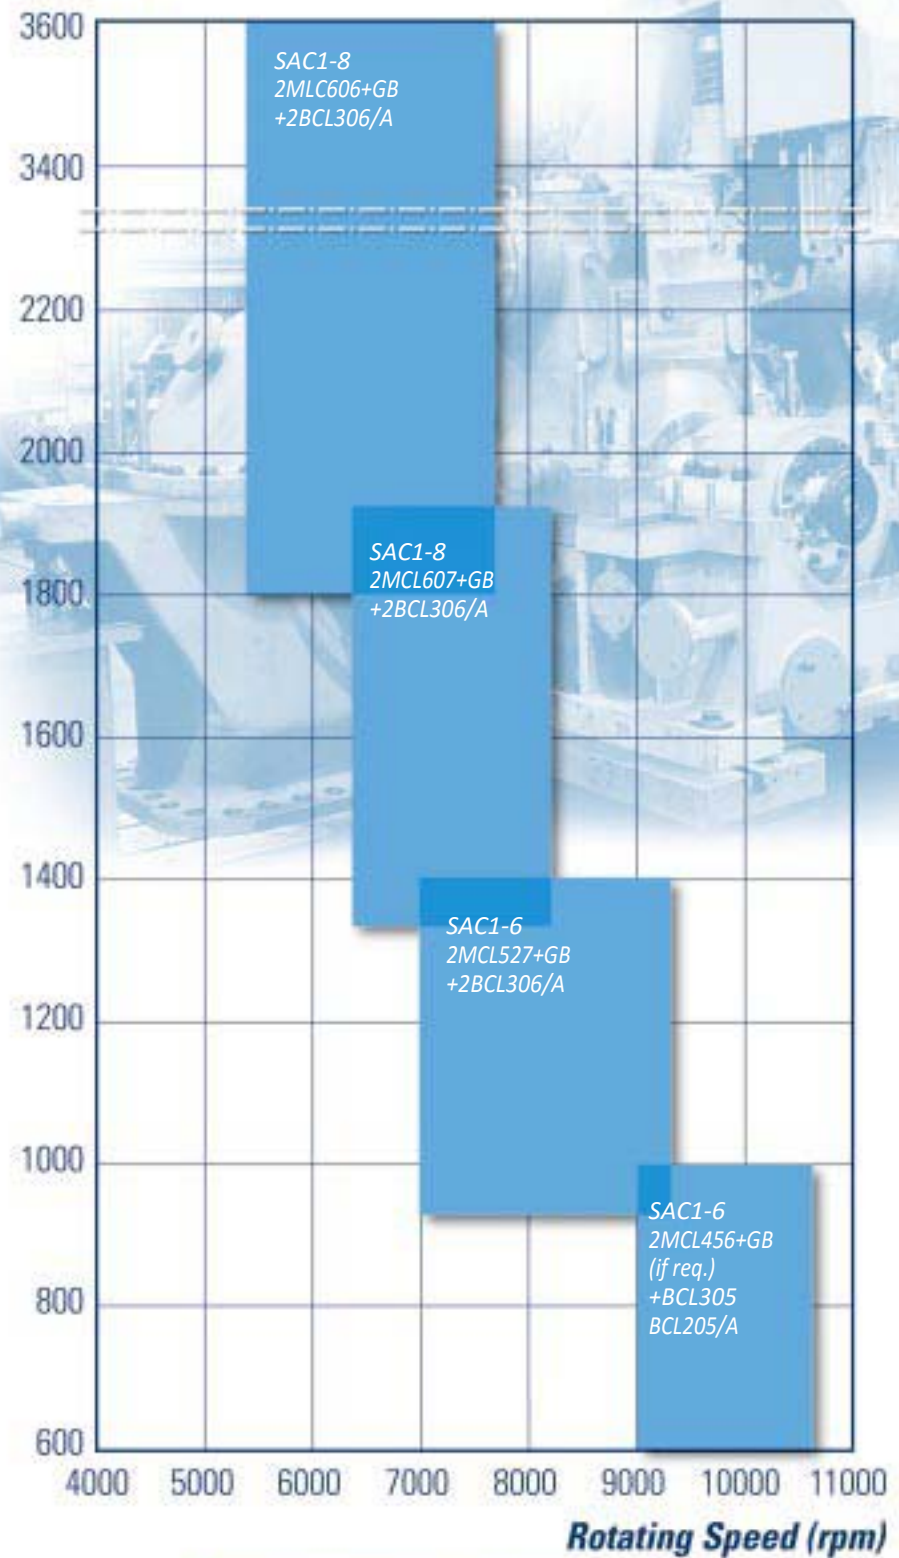 3600
SAC1-8
2MLC606+GB
+2BCL306/A
3400
2200
2000
SAC1-8
2MCL607+GB
+2BCL306/A
1800
1600
1400
SAC1-6
2MCL527+GB
+2BCL306/A
1200
1000
SAC1-6
2MCL456+GB
(if req.)
+BCL305
BCL205/A
800
600
4000 5000 6000 7000 8000 9000 10000 11000
Rotating Speed (rpm)